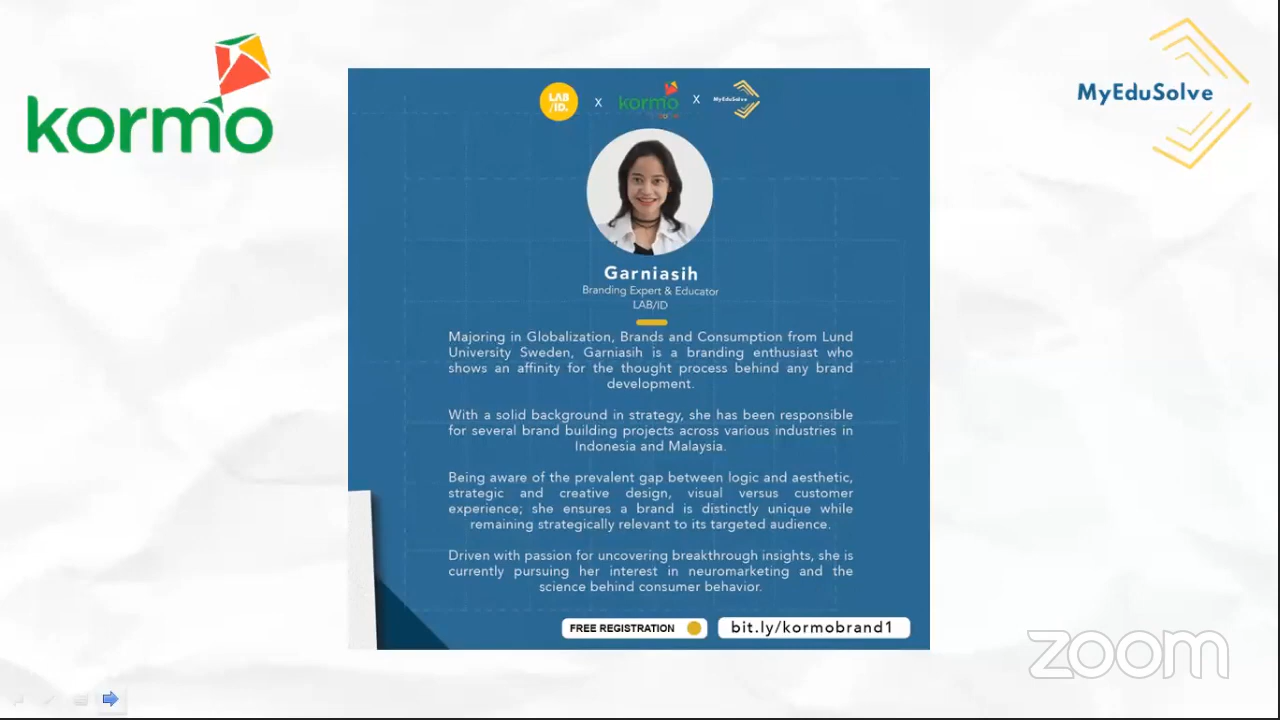 kormo
MyEduSolve
LAB
/ID.
X
kormo
X
MyEduSolve
Garniasih
Branding Expert & Educator
LAB/ID
Majoring in Globalization, Brands and Consumption from Lund
University Sweden, Garniasih is a branding enthusiast who
shows an affinity for the thought process behind any brand
development.
With a solid background in strategy, she has been responsible
for several brand building projects across various industries in
Indonesia and Malaysia.
Being aware of the prevalent gap between logic and aesthetic,
strategic and creative design, visual versus customer
experience; she ensures a brand is distinctly unique while
remaining strategically relevant to its targeted audience.
Driven with passion for uncovering breakthrough insights, she is
currently pursuing her interest in neuromarketing and the
science behind consumer behavior.
FREE REGISTRATION
bit.ly/kormobrand1
zoom